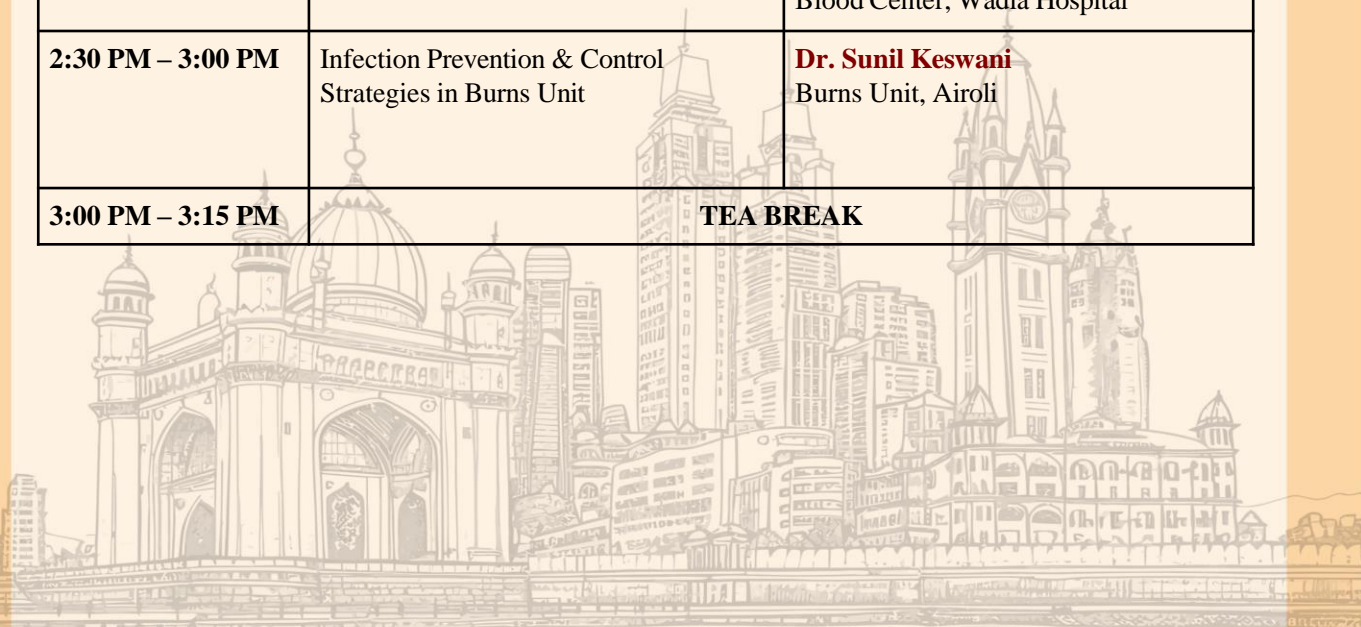 Blood Center, Wadia Hospital
2:30 PM – 3:00 PM
Infection Prevention & Control
Strategies in Burns Unit
Dr. Sunil Keswani
Burns Unit, Airoli
3:00 PM – 3:15 PM
TEA BREAK